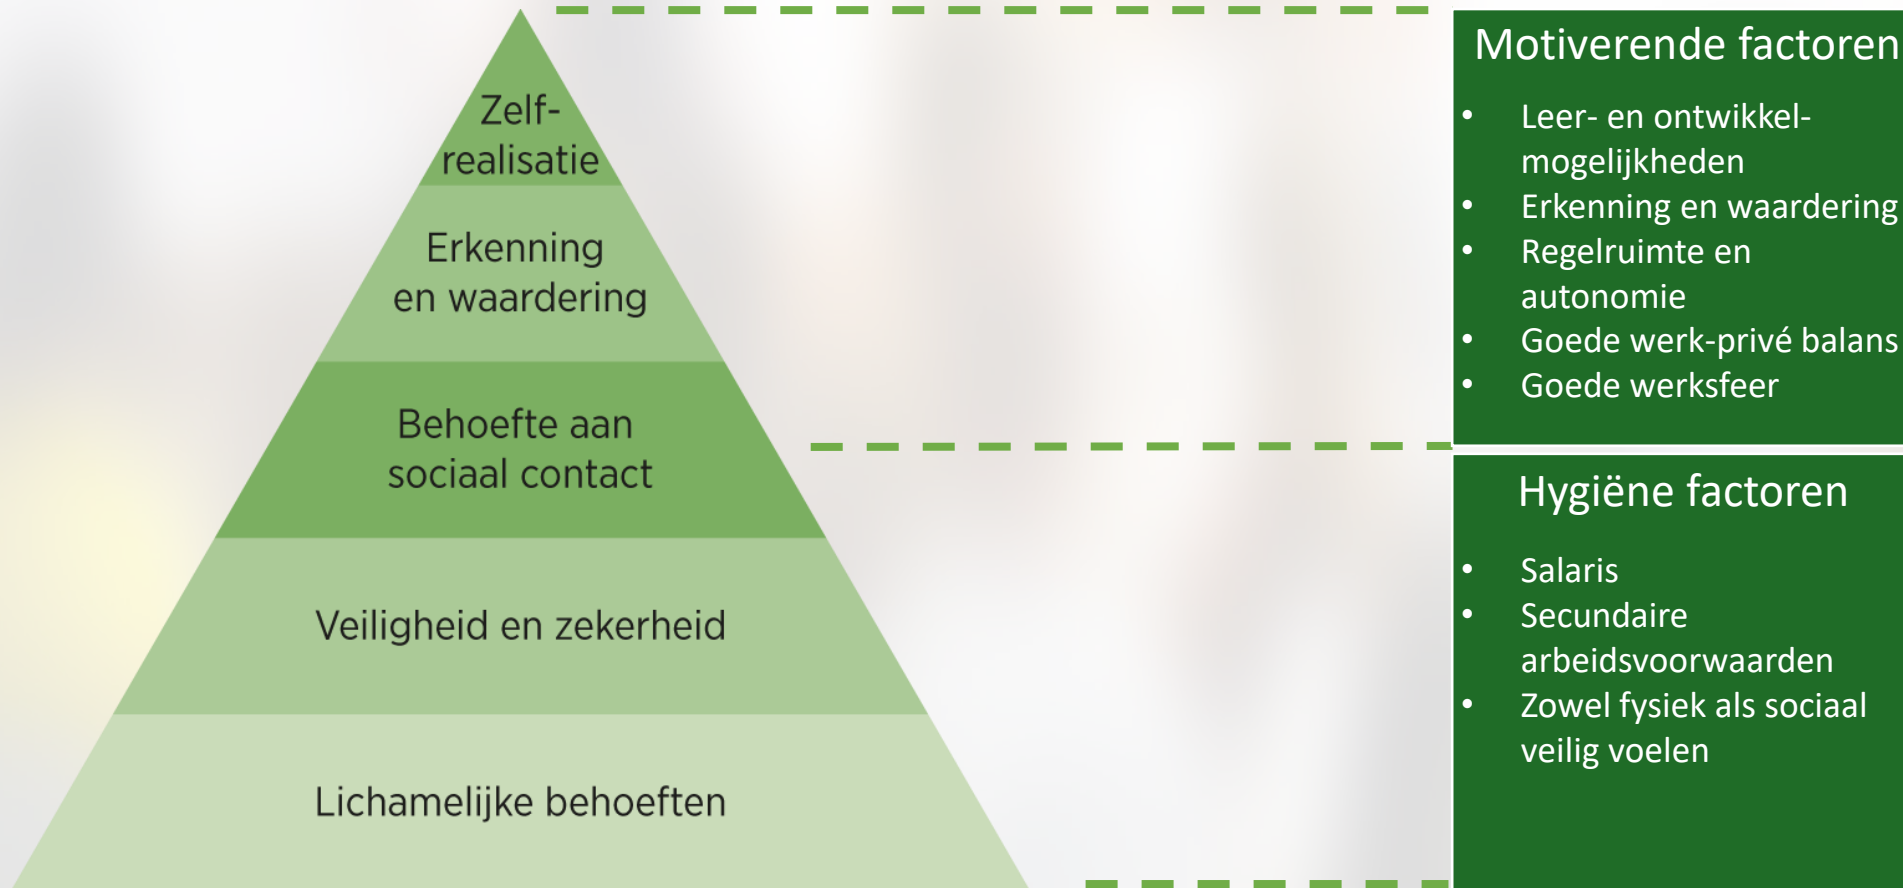 Zelf-
realisatie
Erkenning
en waardering
Behoefte aan
sociaal contact
Veiligheid en zekerheid
Lichamelijke behoeften
Motiverende factoren
• Leer- en ontwikkel-
mogelijkheden
• Erkenning en waardering
• Regelruimte en
autonomie
• Goede werk-privé balans
• Goede werksfeer
Hygiëne factoren
• Salaris
• Secundaire
arbeidsvoorwaarden
• Zowel fysiek als sociaal
veilig voelen